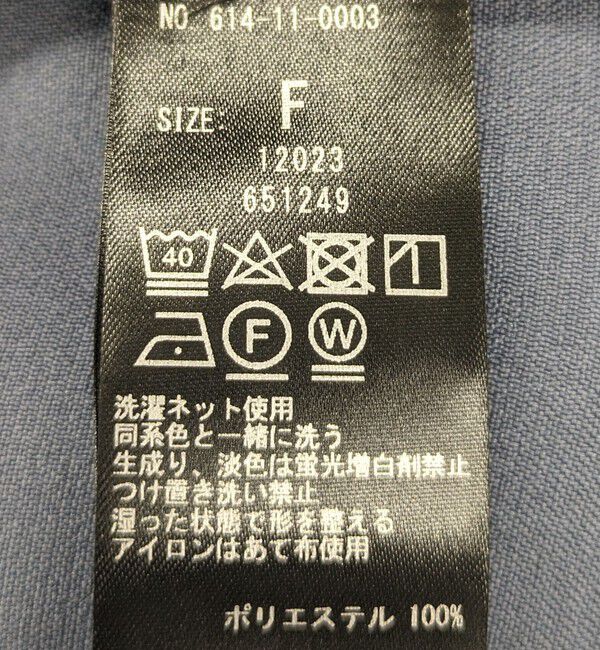 NO 614-11-0003
SIZE: F
12023
651249
40
F W
洗濯ネット使用
同系色と一緒に洗う
生成り、淡色は蛍光増白剤禁止
つけ置き洗い禁止
湿った状態で形を整える
アイロンはあて布使用
ポリエステル 100%